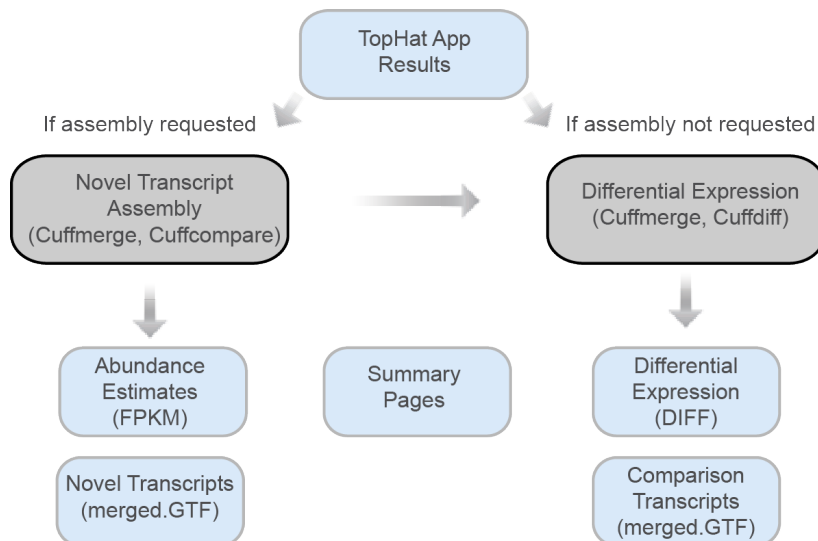 TopHat App
Results
If assembly requested
If assembly not requested
Novel Transcript
Assembly
(Cuffmerge, Cuffcompare)
Differential Expression
(Cuffmerge, Cuffdiff)
Abundance
Estimates
(FPKM)
Summary
Pages
Differential
Expression
(DIFF)
Novel Transcripts
(merged.GTF)
Comparison
Transcripts
(merged.GTF)